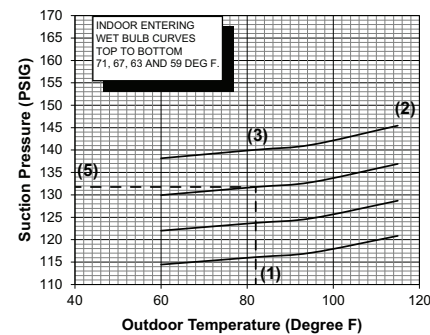 INDOOR ENTERING
WET BULB CURVES
TOP TO BOTTOM
71, 67, 63 AND 59 DEG F.
Suction Pressure (PSIG)
170
165
160
155
150
145
140
135
130
125
120
115
110
(2)
(3)
(5)
(1)
40 60 80 100 120
Outdoor Temperature (Degree F)